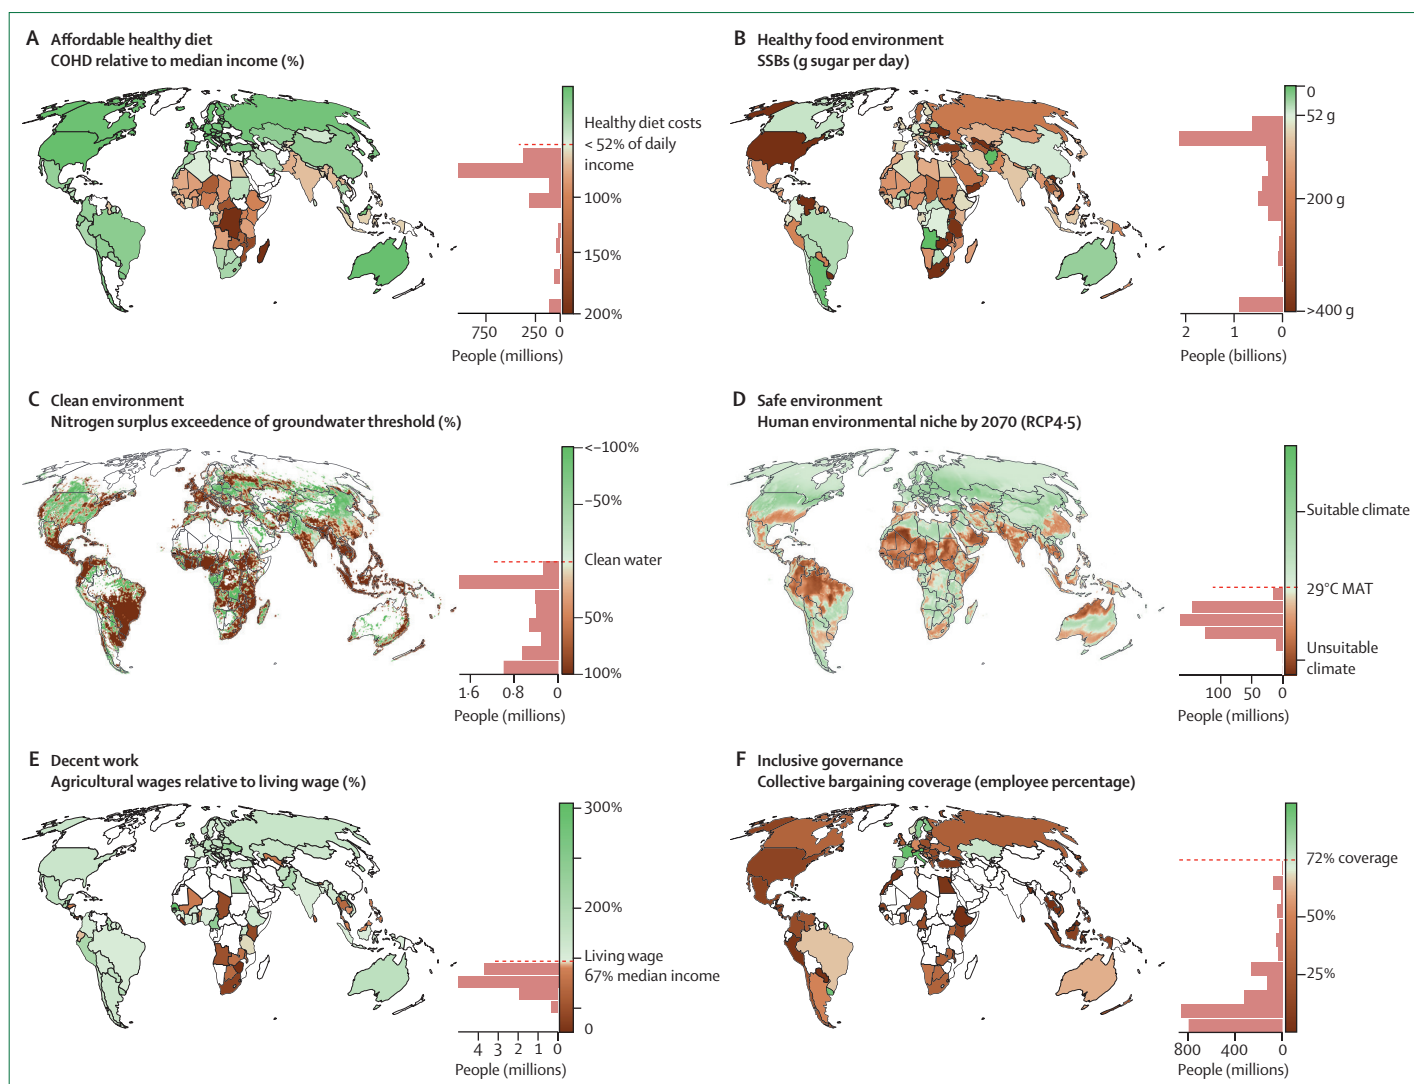 A Affordable healthy diet
COHD relative to median income (%)
Healthy diet costs
< 52% of daily
income
100%
150%
200%
750 250 0
People (millions)
B Healthy food environment
SSBs (g sugar per day)
0
52 g
200 g
>400 g
2 1 0
People (billions)
C Clean environment
Nitrogen surplus exceedence of groundwater threshold (%)
<–100%
–50%
Clean water
50%
100%
1·6 0·8 0
People (millions)
D Safe environment
Human environmental niche by 2070 (RCP4·5)
Suitable climate
29°C MAT
Unsuitable
climate
100 50 0
People (millions)
E Decent work
Agricultural wages relative to living wage (%)
300%
200%
Living wage
67% median income
0
4 3 2 1 0
People (millions)
F Inclusive governance
Collective bargaining coverage (employee percentage)
72% coverage
50%
25%
800 400 0
People (millions)